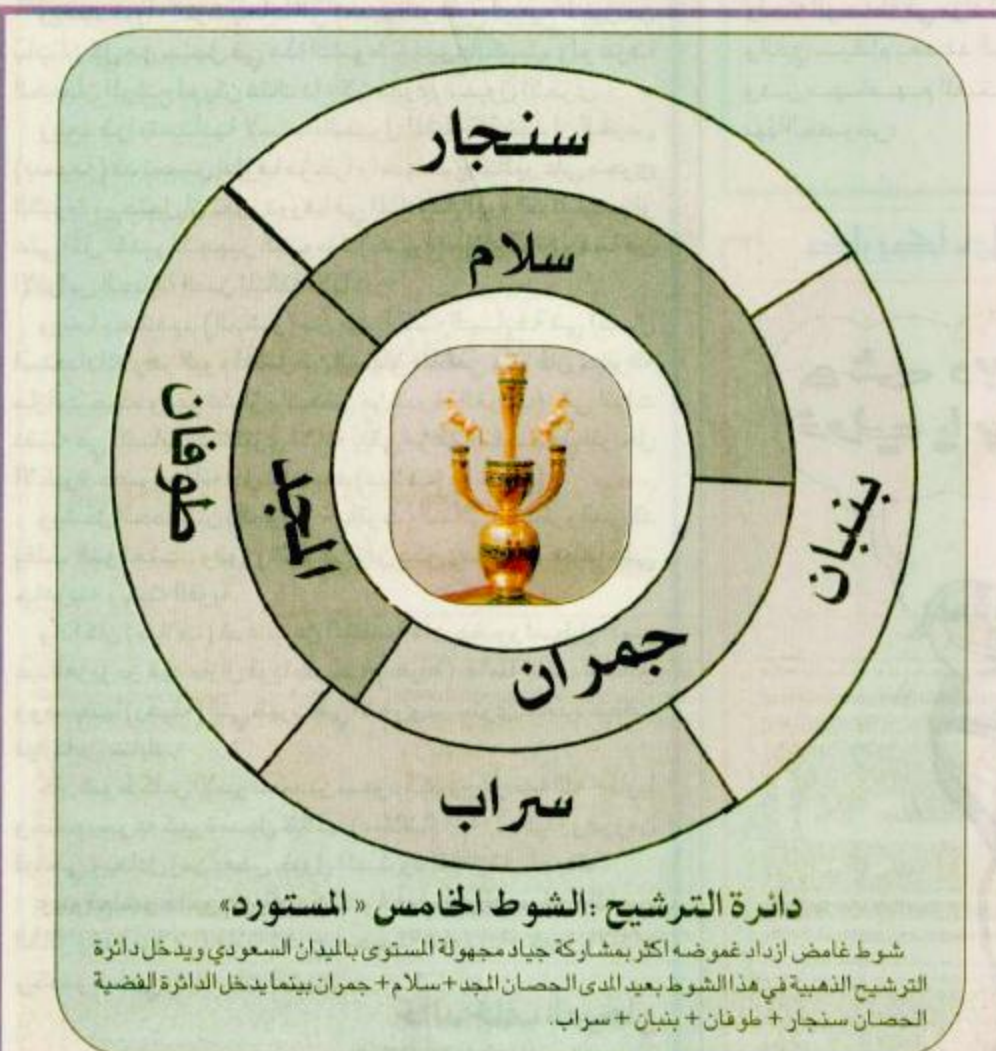 سنجار
سلام
طوفان
المجد
بنبان
جمران
سراب
دائرة الترشيح :الشوط الخامس «المستورد»
شوط غامض ازداد غموضه اكثر بمشاركة جياد مجهولة المستوى بالميدان السعودي ويدخل دائرة
الترشيح الذهبية في هذا الشوط بعيد المدى الحصان المجد+سلام+ جمران بينما يدخل الدائرة الفضية
الحصان سنجار + طوفان + بنبان + سراب.